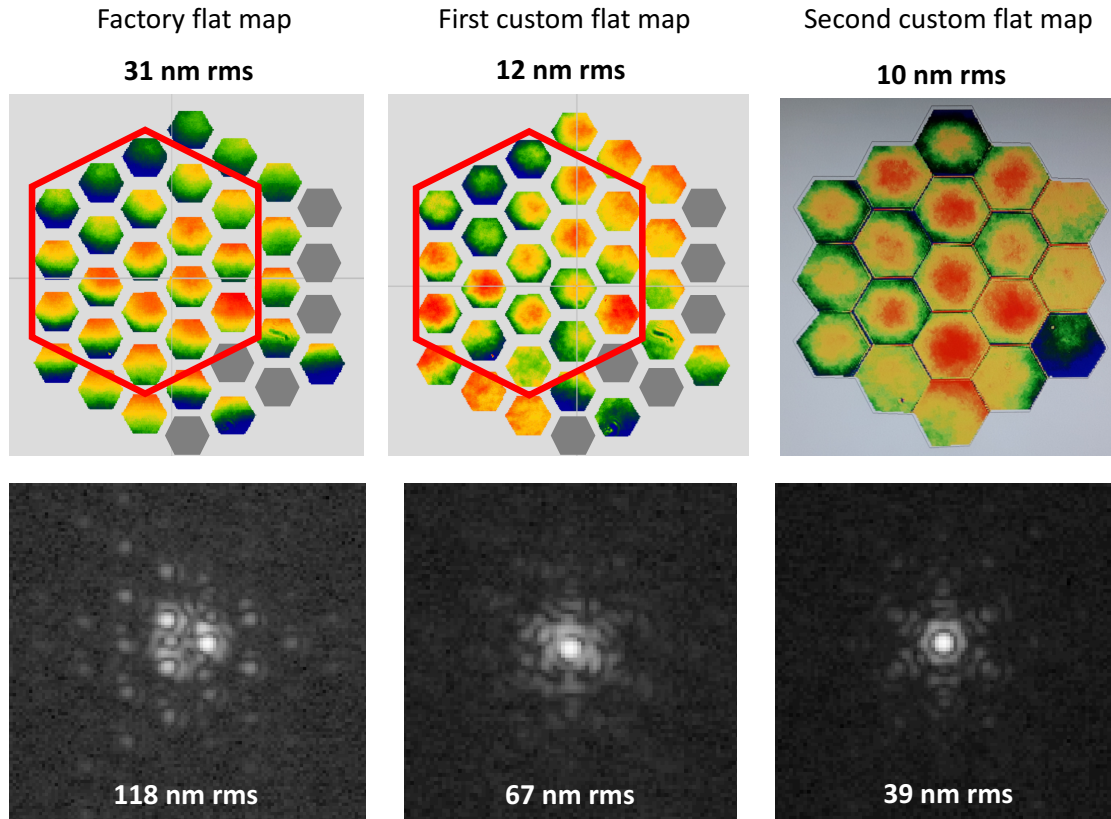 Factory flat map
First custom flat map
Second custom flat map
31 nm rms
12 nm rms
10 nm rms
118 nm rms
67 nm rms
39 nm rms